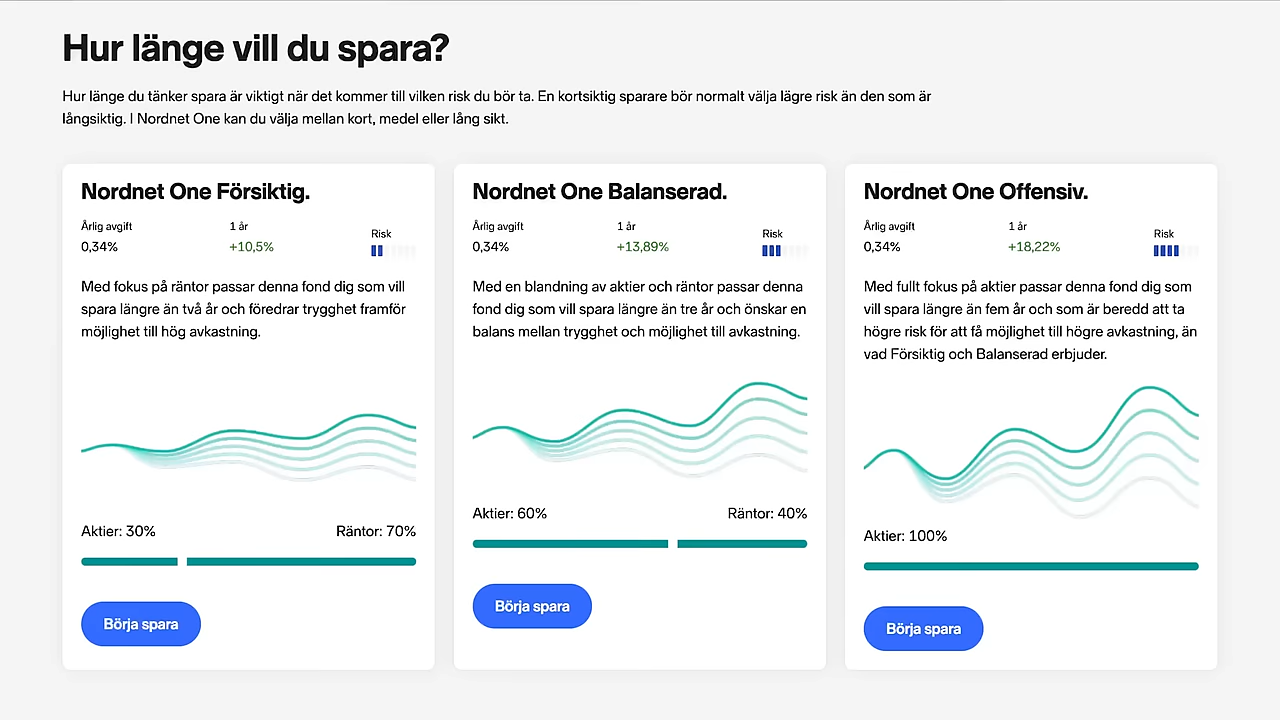 Hur länge vill du spara?
Hur länge du tänker spara är viktigt när det kommer till vilken risk du bör ta. En kortsiktig sparare bör normalt välja lägre risk än den som är
långsiktig. I Nordnet One kan du välja mellan kort, medel eller lång sikt.
Nordnet One Försiktig.
Årlig avgift 1 år Risk
0,34% +10,5%
Med fokus på räntor passar denna fond dig som vill
spara längre än två år och föredrar trygghet framför
möjlighet till hög avkastning.
Aktier: 30% Räntor: 70%
Börja spara
Nordnet One Balanserad.
Årlig avgift 1 år Risk
0,34% +13,89%
Med en blandning av aktier och räntor passar denna
fond dig som vill spara längre än tre år och önskar en
balans mellan trygghet och möjlighet till avkastning.
Aktier: 60% Räntor: 40%
Börja spara
Nordnet One Offensiv.
Årlig avgift 1 år Risk
0,34% +18,22%
Med fullt fokus på aktier passar denna fond dig som
vill spara längre än fem år och som är beredd att ta
högre risk för att få möjlighet till högre avkastning, än
vad Försiktig och Balanserad erbjuder.
Aktier: 100%
Börja spara